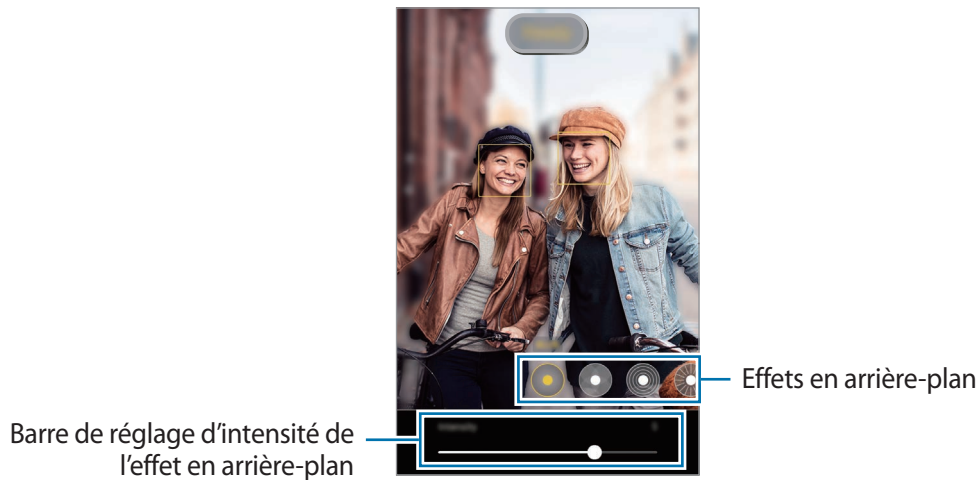 Effets en arrière-plan
Barre de réglage d'intensité de
l'effet en arrière-plan